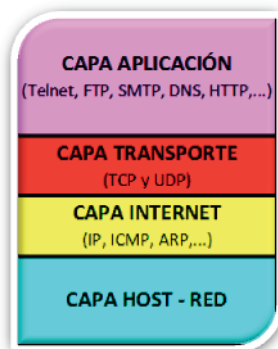 CAPA APLICACIÓN
(Telnet, FTP, SMTP, DNS, HTTP,...)
CAPA TRANSPORTE
(TCP y UDP)
CAPA INTERNET
(IP, ICMP, ARP,...)
CAPA HOST - RED